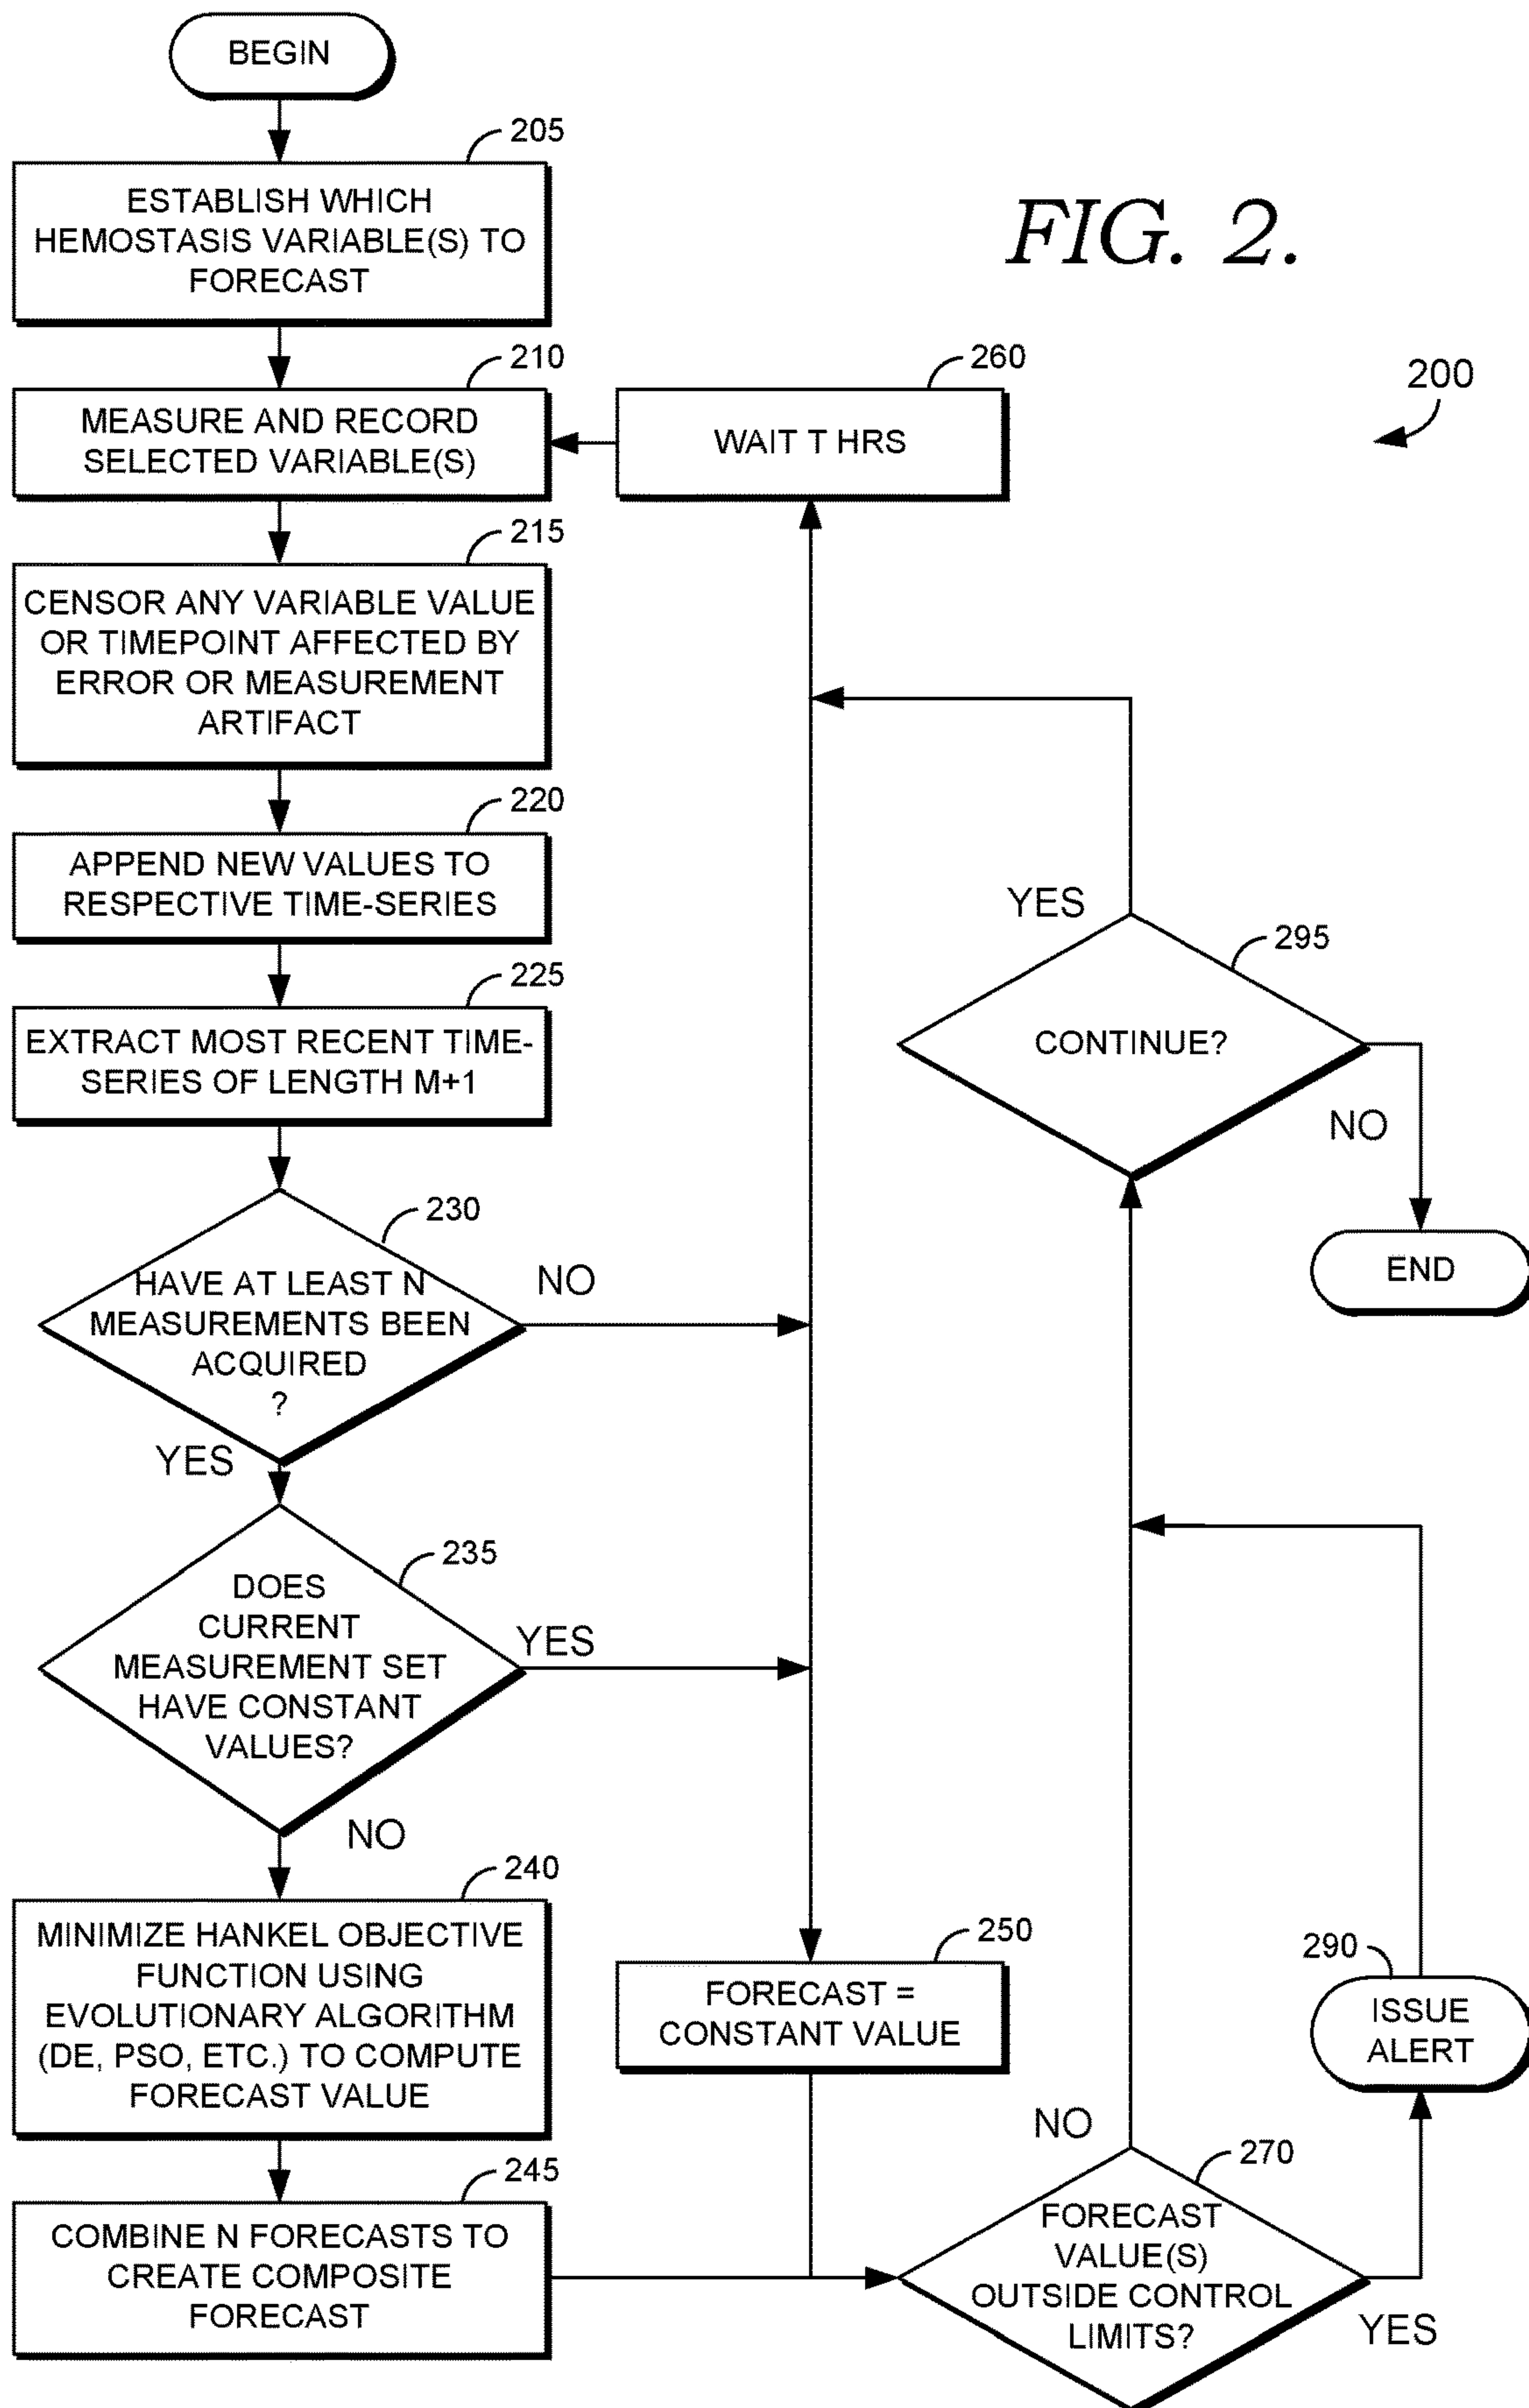 BEGIN
205
ESTABLISH WHICH
HEMOSTASIS VARIABLE(S) TO
FORECAST
FIG. 2.
200
210
MEASURE AND RECORD
SELECTED VARIABLE(S)
260
WAIT T HRS
215
CENSOR ANY VARIABLE VALUE
OR TIMEPOINT AFFECTED BY
ERROR OR MEASUREMENT
ARTIFACT
220
APPEND NEW VALUES TO
RESPECTIVE TIME-SERIES
225
EXTRACT MOST RECENT TIME-
SERIES OF LENGTH M+1
230
HAVE AT LEAST N
MEASUREMENTS BEEN
ACQUIRED
?
NO
YES
235
DOES
CURRENT
MEASUREMENT SET
HAVE CONSTANT
VALUES?
YES
NO
240
MINIMIZE HANKEL OBJECTIVE
FUNCTION USING
EVOLUTIONARY ALGORITHM
(DE, PSO, ETC.) TO COMPUTE
FORECAST VALUE
245
COMBINE N FORECASTS TO
CREATE COMPOSITE
FORECAST
250
FORECAST =
CONSTANT VALUE
270
FORECAST
VALUE(S)
OUTSIDE CONTROL
LIMITS?
NO
YES
290
ISSUE
ALERT
295
CONTINUE?
YES
NO
END